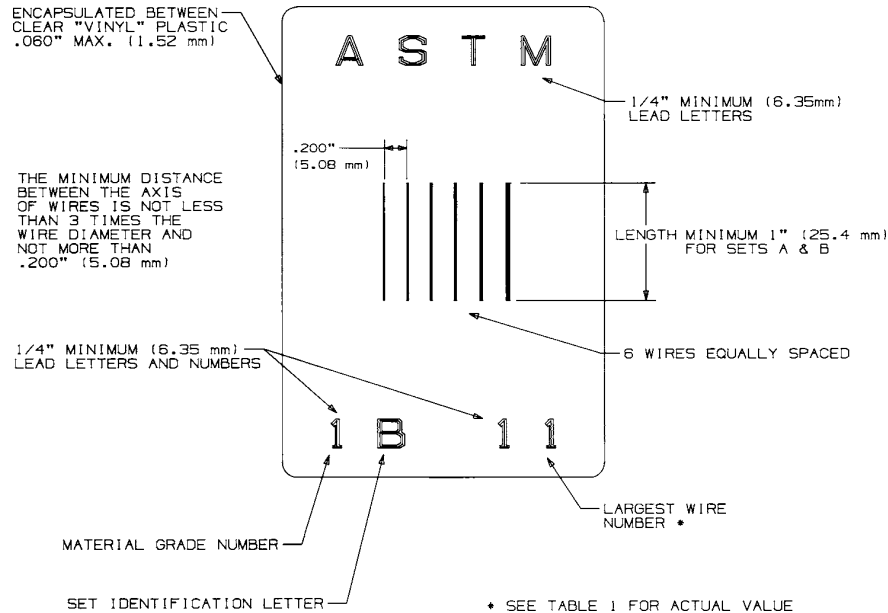 ENCAPSULATED BETWEEN
CLEAR "VINYL" PLASTIC
.060" MAX. (1.52 mm)
A S T M
1/4" MINIMUM (6.35mm)
LEAD LETTERS
.200"
(5.08 mm)
THE MINIMUM DISTANCE
BETWEEN THE AXIS
OF WIRES IS NOT LESS
THAN 3 TIMES THE
WIRE DIAMETER AND
NOT MORE THAN
.200" (5.08 mm)
LENGTH MINIMUM 1" (25.4 mm)
FOR SETS A & B
1/4" MINIMUM (6.35 mm)
LEAD LETTERS AND NUMBERS
6 WIRES EQUALLY SPACED
1 B 11
LARGEST WIRE
NUMBER *
MATERIAL GRADE NUMBER
SET IDENTIFICATION LETTER
* SEE TABLE 1 FOR ACTUAL VALUE